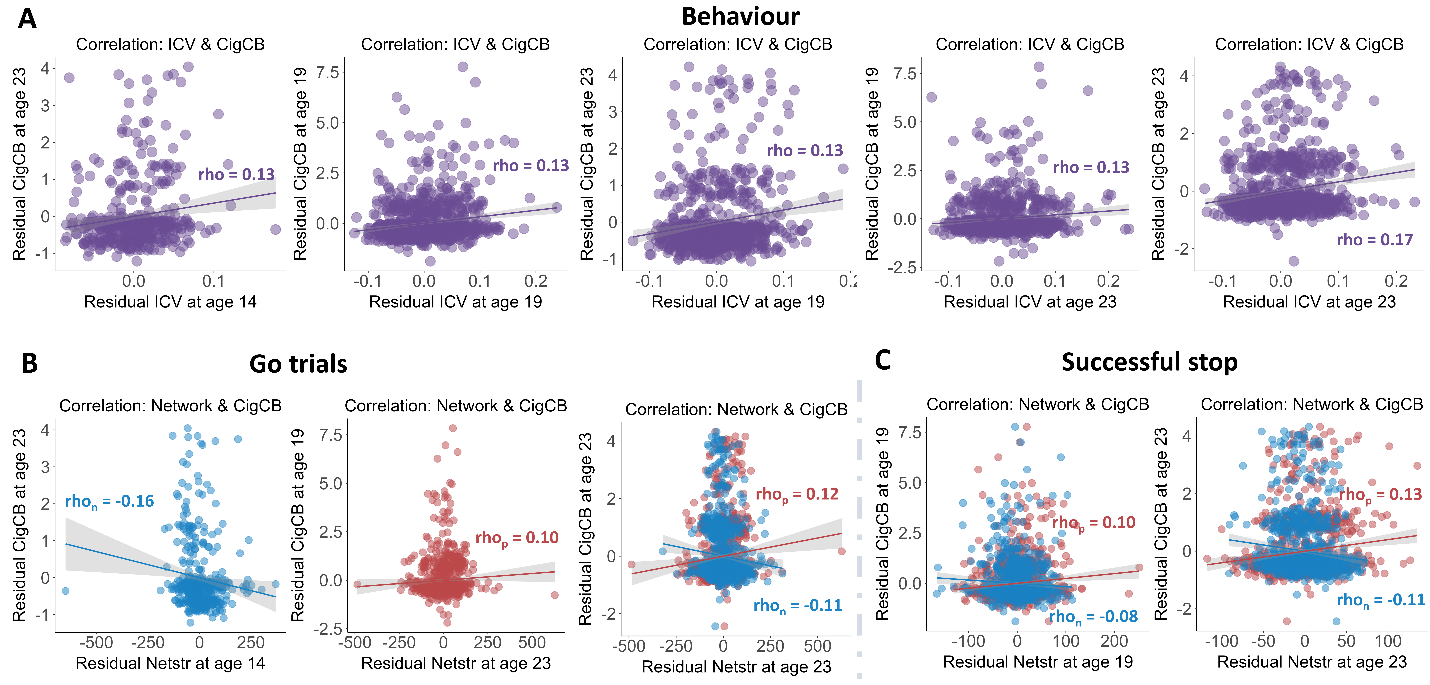 A
Behaviour
Correlation: ICV & CigCB
Residual CigCB at age 23
4
3
2
1
0
-1
rho = 0.13
0.0
0.1
Residual ICV at age 14
Correlation: ICV & CigCB
Residual CigCB at age 19
7.5
5.0
2.5
0.0
rho = 0.13
-0.1
0.0
0.1
0.2
Residual ICV at age 19
Correlation: ICV & CigCB
Residual CigCB at age 23
4
3
2
1
0
-1
rho = 0.13
-0.1
0.0
0.1
0.2
Residual ICV at age 19
Correlation: ICV & CigCB
Residual CigCB at age 19
7.5
5.0
2.5
0.0
-2.5
rho = 0.13
-0.1
0.0
0.1
0.2
Residual ICV at age 23
Correlation: ICV & CigCB
Residual CigCB at age 23
4
2
0
-2
rho = 0.17
-0.1
0.0
0.1
0.2
Residual ICV at age 23
B
Go trials
Correlation: Network & CigCB
Residual CigCB at age 23
4
3
2
1
0
-1
rhon = -0.16
-500
-250
0
250
Residual Netstr at age 14
Correlation: Network & CigCB
Residual CigCB at age 19
7.5
5.0
2.5
0.0
-2.5
rhop = 0.10
-500
-250
0
250
500
Residual Netstr at age 23
Correlation: Network & CigCB
Residual CigCB at age 23
4
2
0
-2
rhop = 0.12
rhon = -0.11
-500
-250
0
250
500
Residual Netstr at age 23
C
Successful stop
Correlation: Network & CigCB
Residual CigCB at age 19
7.5
5.0
2.5
0.0
rhop = 0.10
rhon = -0.08
-100
0
100
200
Residual Netstr at age 19
Correlation: Network & CigCB
Residual CigCB at age 23
4
2
0
-2
rhop = 0.13
rhon = -0.11
-100
-50
0
50
100
Residual Netstr at age 23